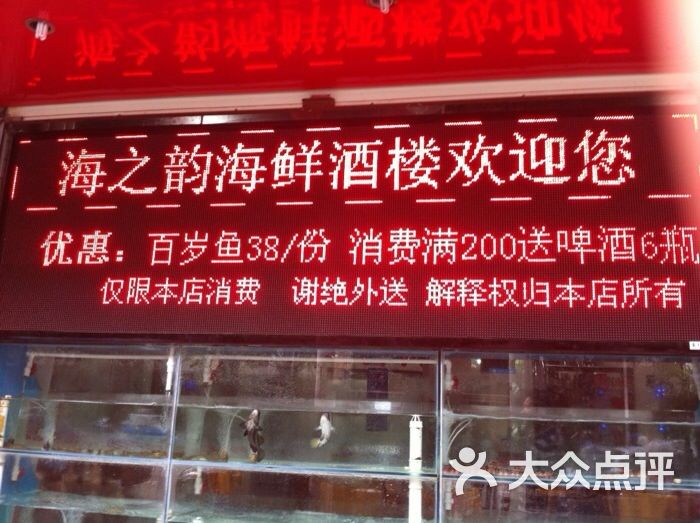 海之韵海鲜酒楼欢迎您
优惠：百岁鱼38/份 消费满200送啤酒6瓶
仅限本店消费 谢绝外送 解释权归本店所有
大众点评